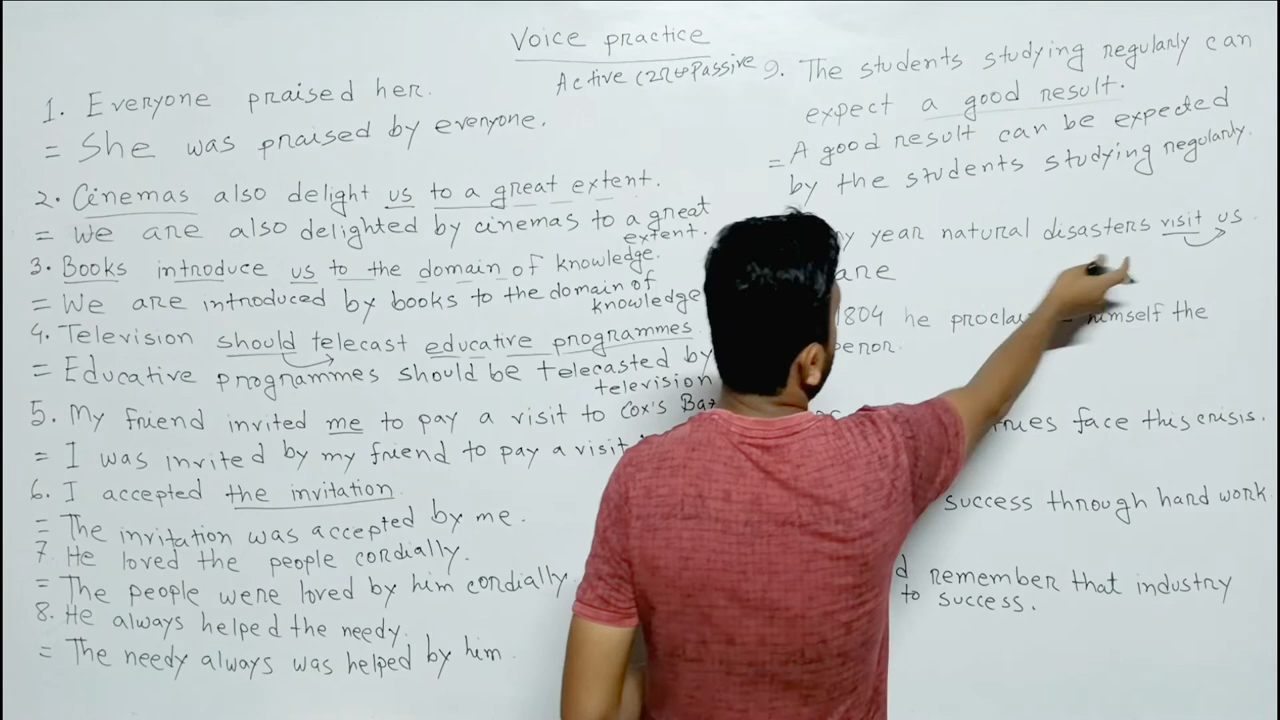 Voice practice
Active থেকে Passive
1. Everyone praised her.
= She was praised by everyone.
2. Cinemas also delight us to a great extent.
= We are also delighted by cinemas to a great
extent.
3. Books introduce us to the domain of knowledge.
= We are introduced by books to the domain of
knowledge
4. Television should telecast educative programmes
= Educative programmes should be telecasted by
television
5. My friend invited me to pay a visit to Cox's
= I was invited by my friend to pay a visit
6. I accepted the invitation.
= The invitation was accepted by me.
7. He loved the people cordially.
= The people were loved by him cordially
8. He always helped the needy.
= The needy always was helped by him.
9. The students studying regularly can
expect a good result.
= A good result can be expected
by the students studying regularly.
year natural disasters visit us
are
1804 he himself the
face this crisis.
success through hard work.
remember that industry
to success.